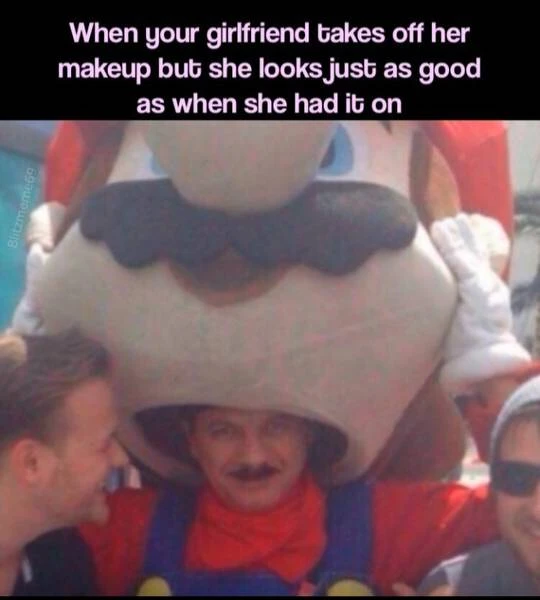 When your girlfriend takes off her
makeup but she looks just as good
as when she had it on
Blitzmeme69